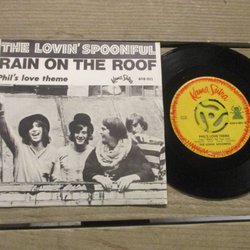 THE LOVIN' SPOONFUL
RAIN ON THE ROOF
Phil's love theme
Kama Sutra
Kama Sutra
PHIL'S LOVE THEME
THE LOVIN' SPOONFUL